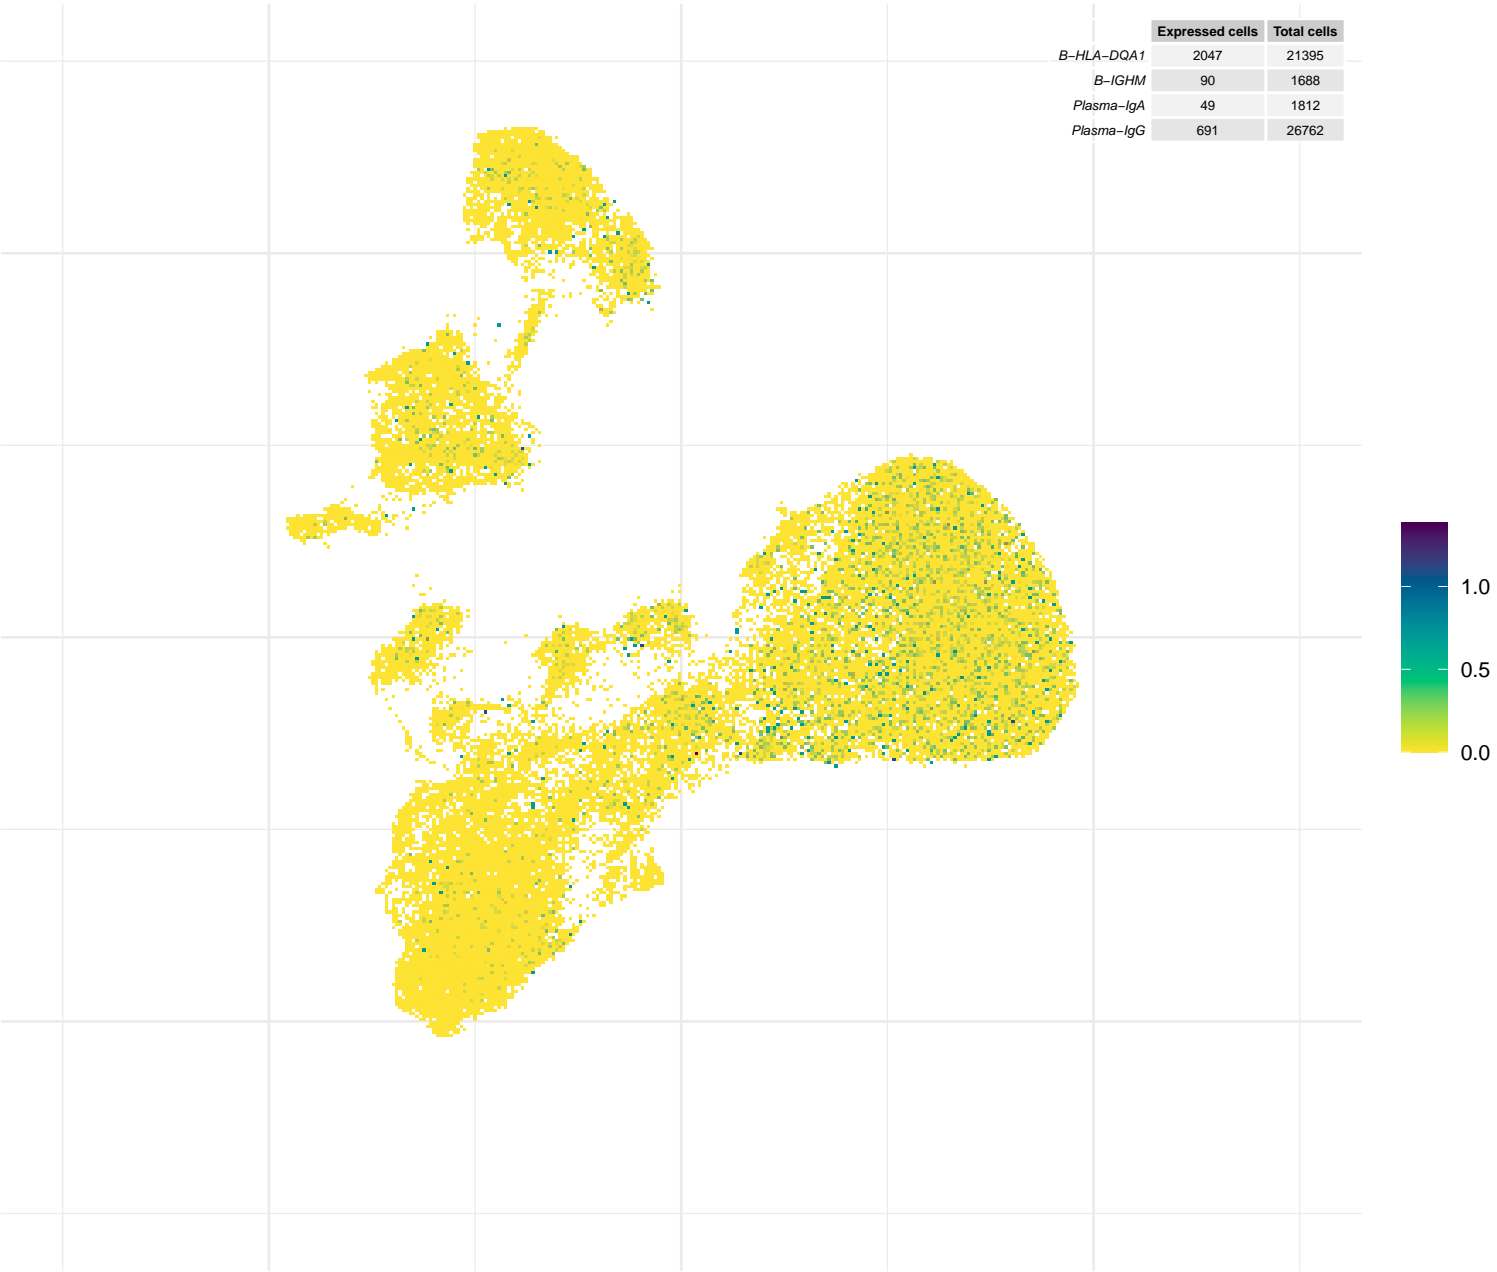 Expressed cells Total cells
B-HLA-DQA1 2047 21395
B-IGHM 90 1688
Plasma-IgA 49 1812
Plasma-IgG 691 26762
1.0
0.5
0.0